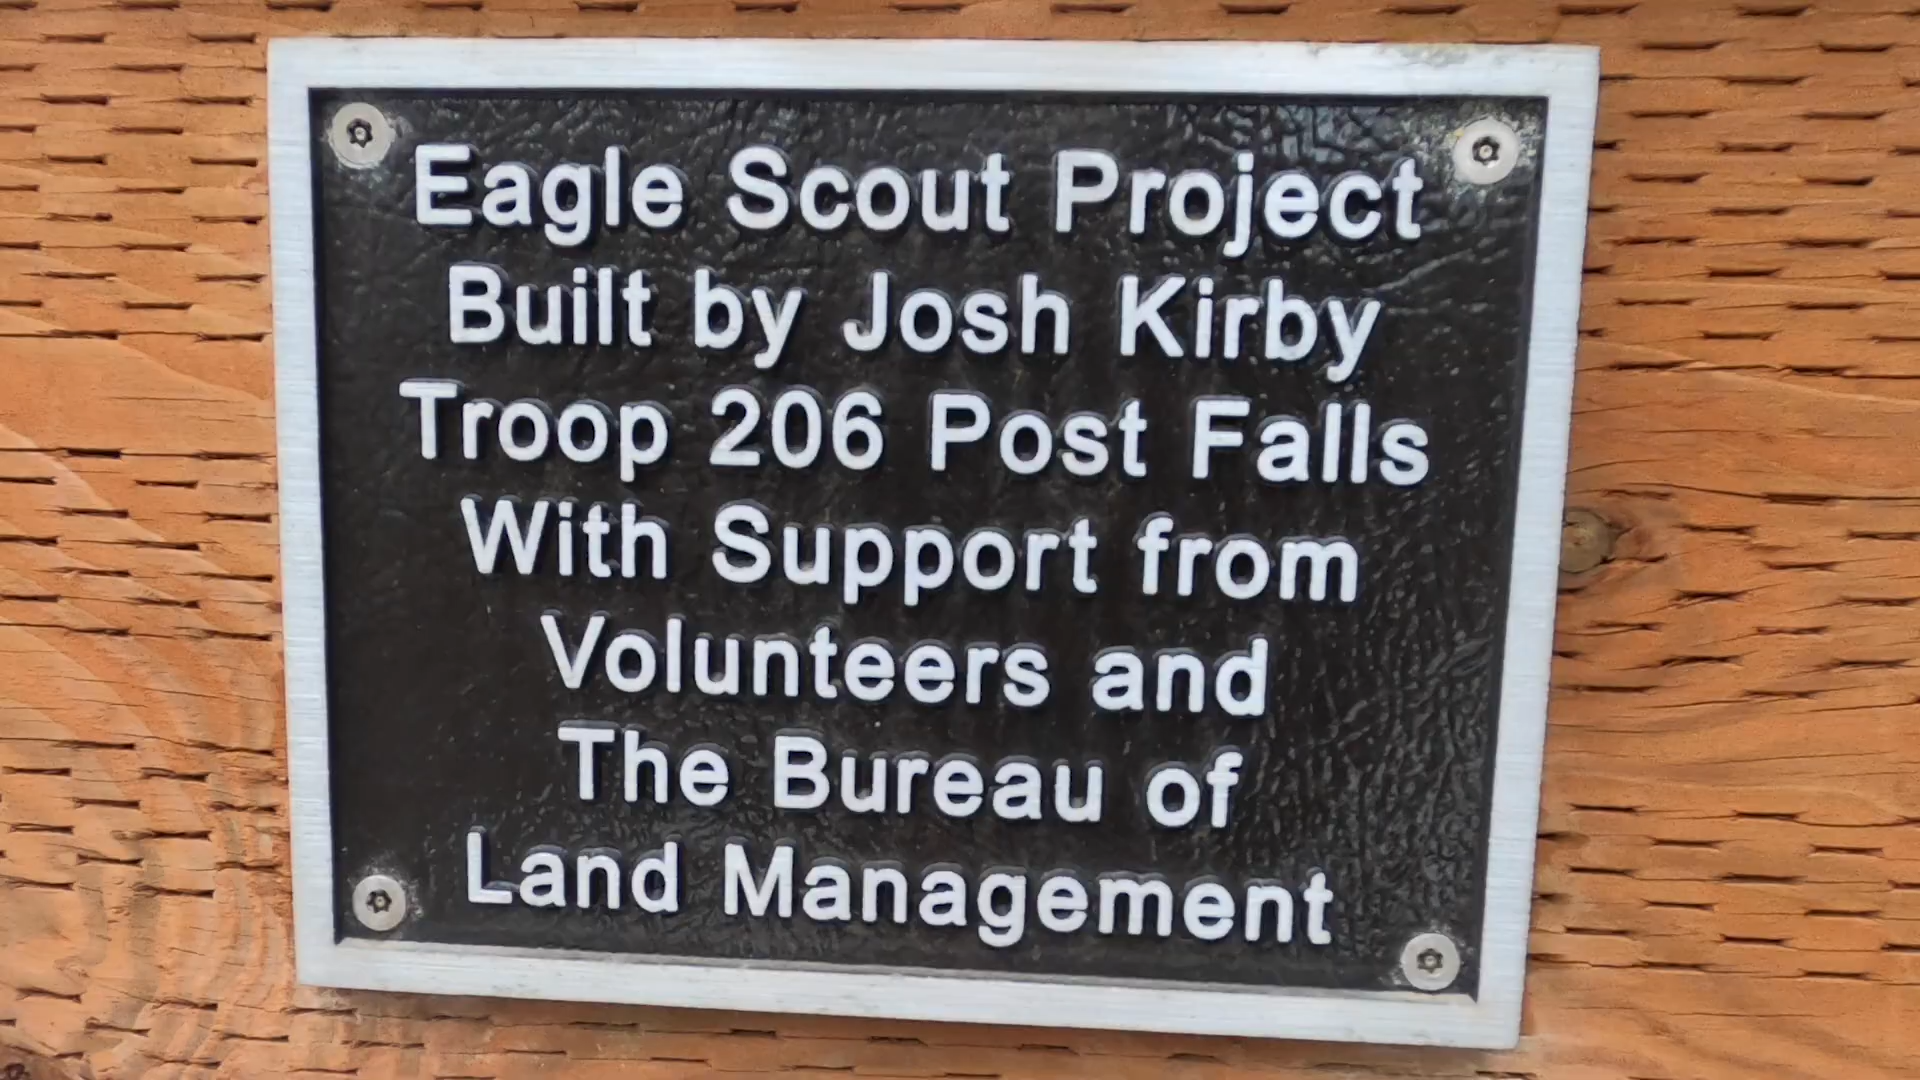 Eagle Scout Project
Built by Josh Kirby
Troop 206 Post Falls
With Support from
Volunteers and
The Bureau of
Land Management